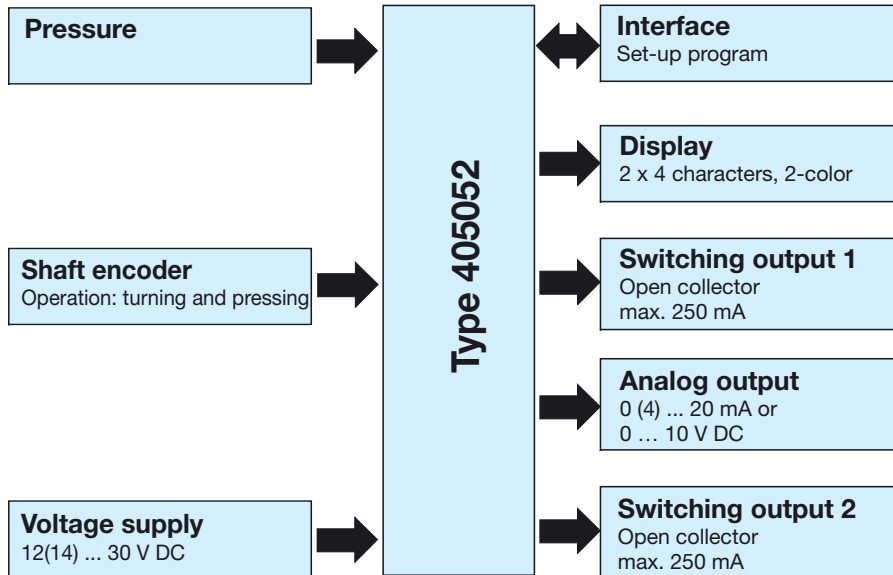 Pressure
Shaft encoder
Operation: turning and pressing
Voltage supply
12(14) ... 30 V DC
Type 405052
Interface
Set-up program
Display
2 x 4 characters, 2-color
Switching output 1
Open collector
max. 250 mA
Analog output
0 (4) ... 20 mA or
0 … 10 V DC
Switching output 2
Open collector
max. 250 mA